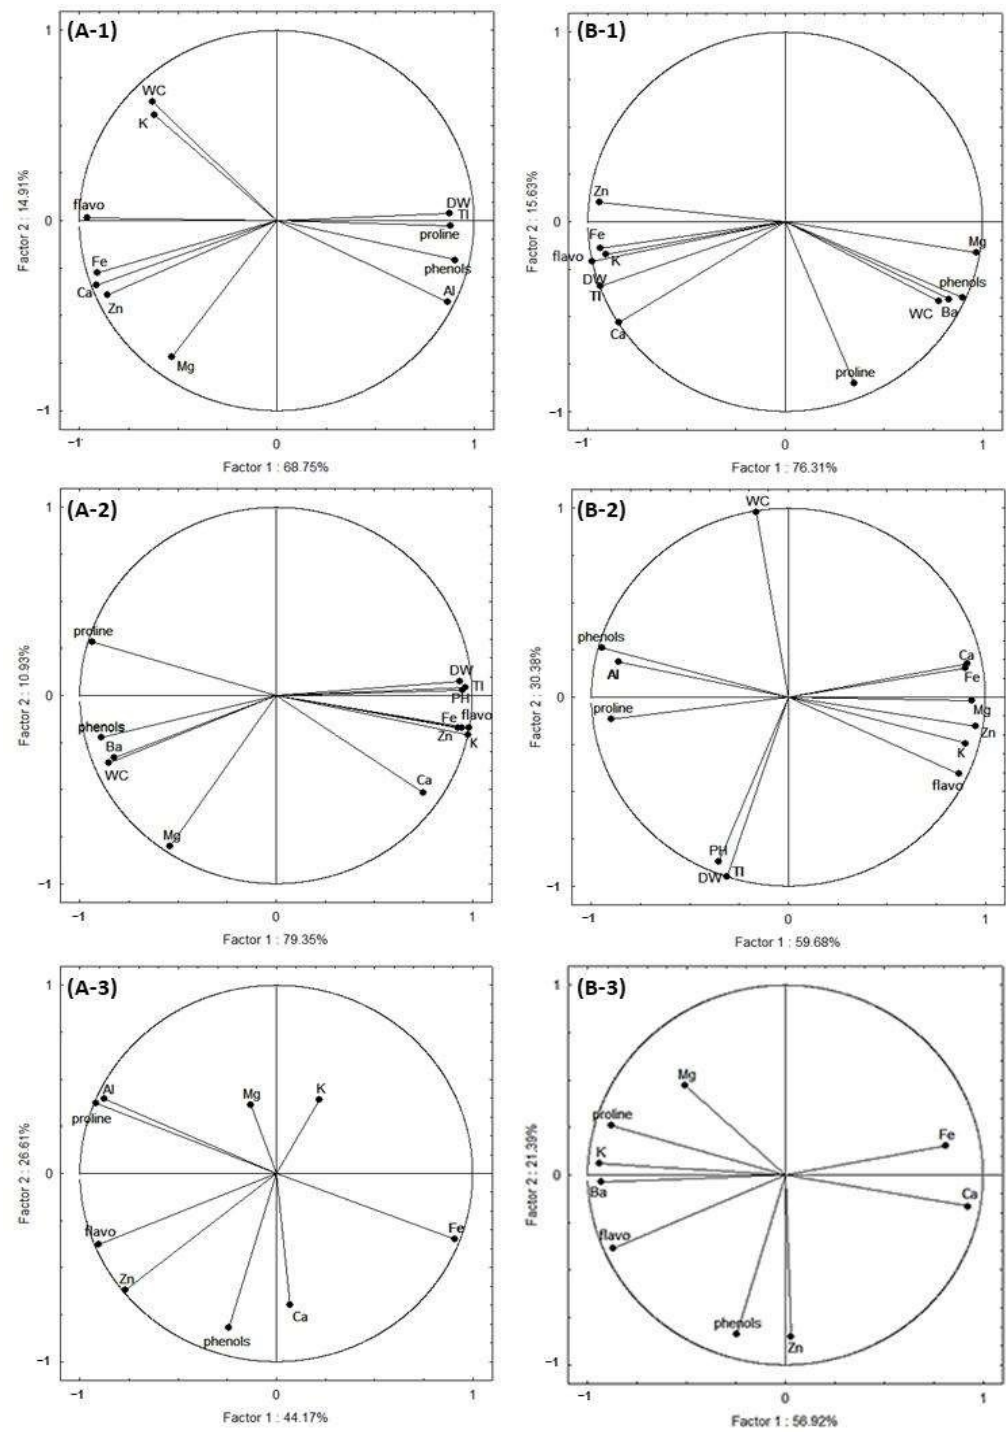 (A-1)
1
WC
K
flavo
DW
TI
0
proline
Fe
phenols
Ca
Al
Zn
Mg
−1
−1
0
1
Factor 2 : 14.91%
Factor 1 : 68.75%
(B-1)
1
Zn
0
Fe
flavo
K
Mg
DW
TI
phenols
WC
Ba
Ca
proline
−1
−1
0
1
Factor 2 : 15.63%
Factor 1 : 76.31%
(A-2)
1
proline
DW
TI
0
PH
phenols
Fe
flavo
Ba
Zn
K
WC
Ca
Mg
−1
−1
0
1
Factor 2 : 10.93%
Factor 1 : 79.35%
(B-2)
WC
1
phenols
Ca
Al
Fe
0
proline
Mg
Zn
K
flavo
PH
DW
TI
−1
−1
0
1
Factor 2 : 30.38%
Factor 1 : 59.68%
(A-3)
1
Al
Mg
K
proline
0
flavo
Fe
Zn
Ca
phenols
−1
−1
0
1
Factor 2 : 26.61%
Factor 1 : 44.17%
(B-3)
1
Mg
proline
Fe
K
0
Ba
Ca
flavo
phenols
Zn
−1
−1
0
1
Factor 2 : 21.39%
Factor 1 : 56.92%